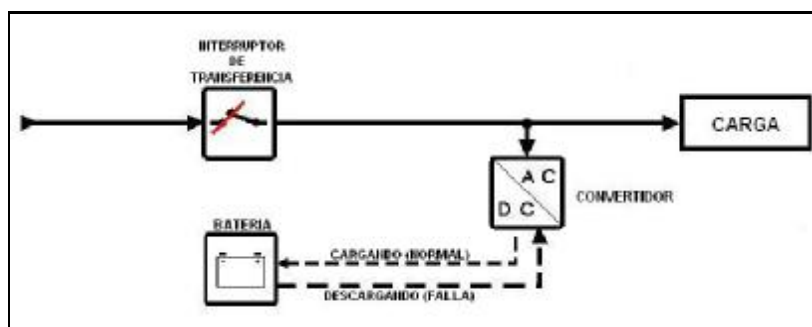 INTERRUPTOR
DE
TRANSFERENCIA
CARGA
A C
D C
CONVERTIDOR
BATERIA
CARGANDO (NORMAL)
DESCARGANDO (FALLA)